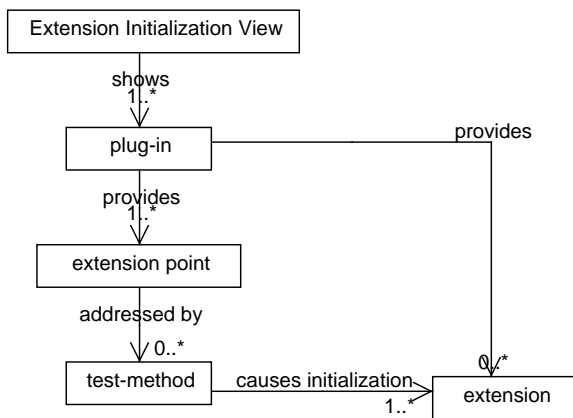 Extension Initialization View
shows
1..*
plug-in
provides
provides
1..*
extension point
addressed by
0..*
0..*
test-method
causes initialization
1..*
extension